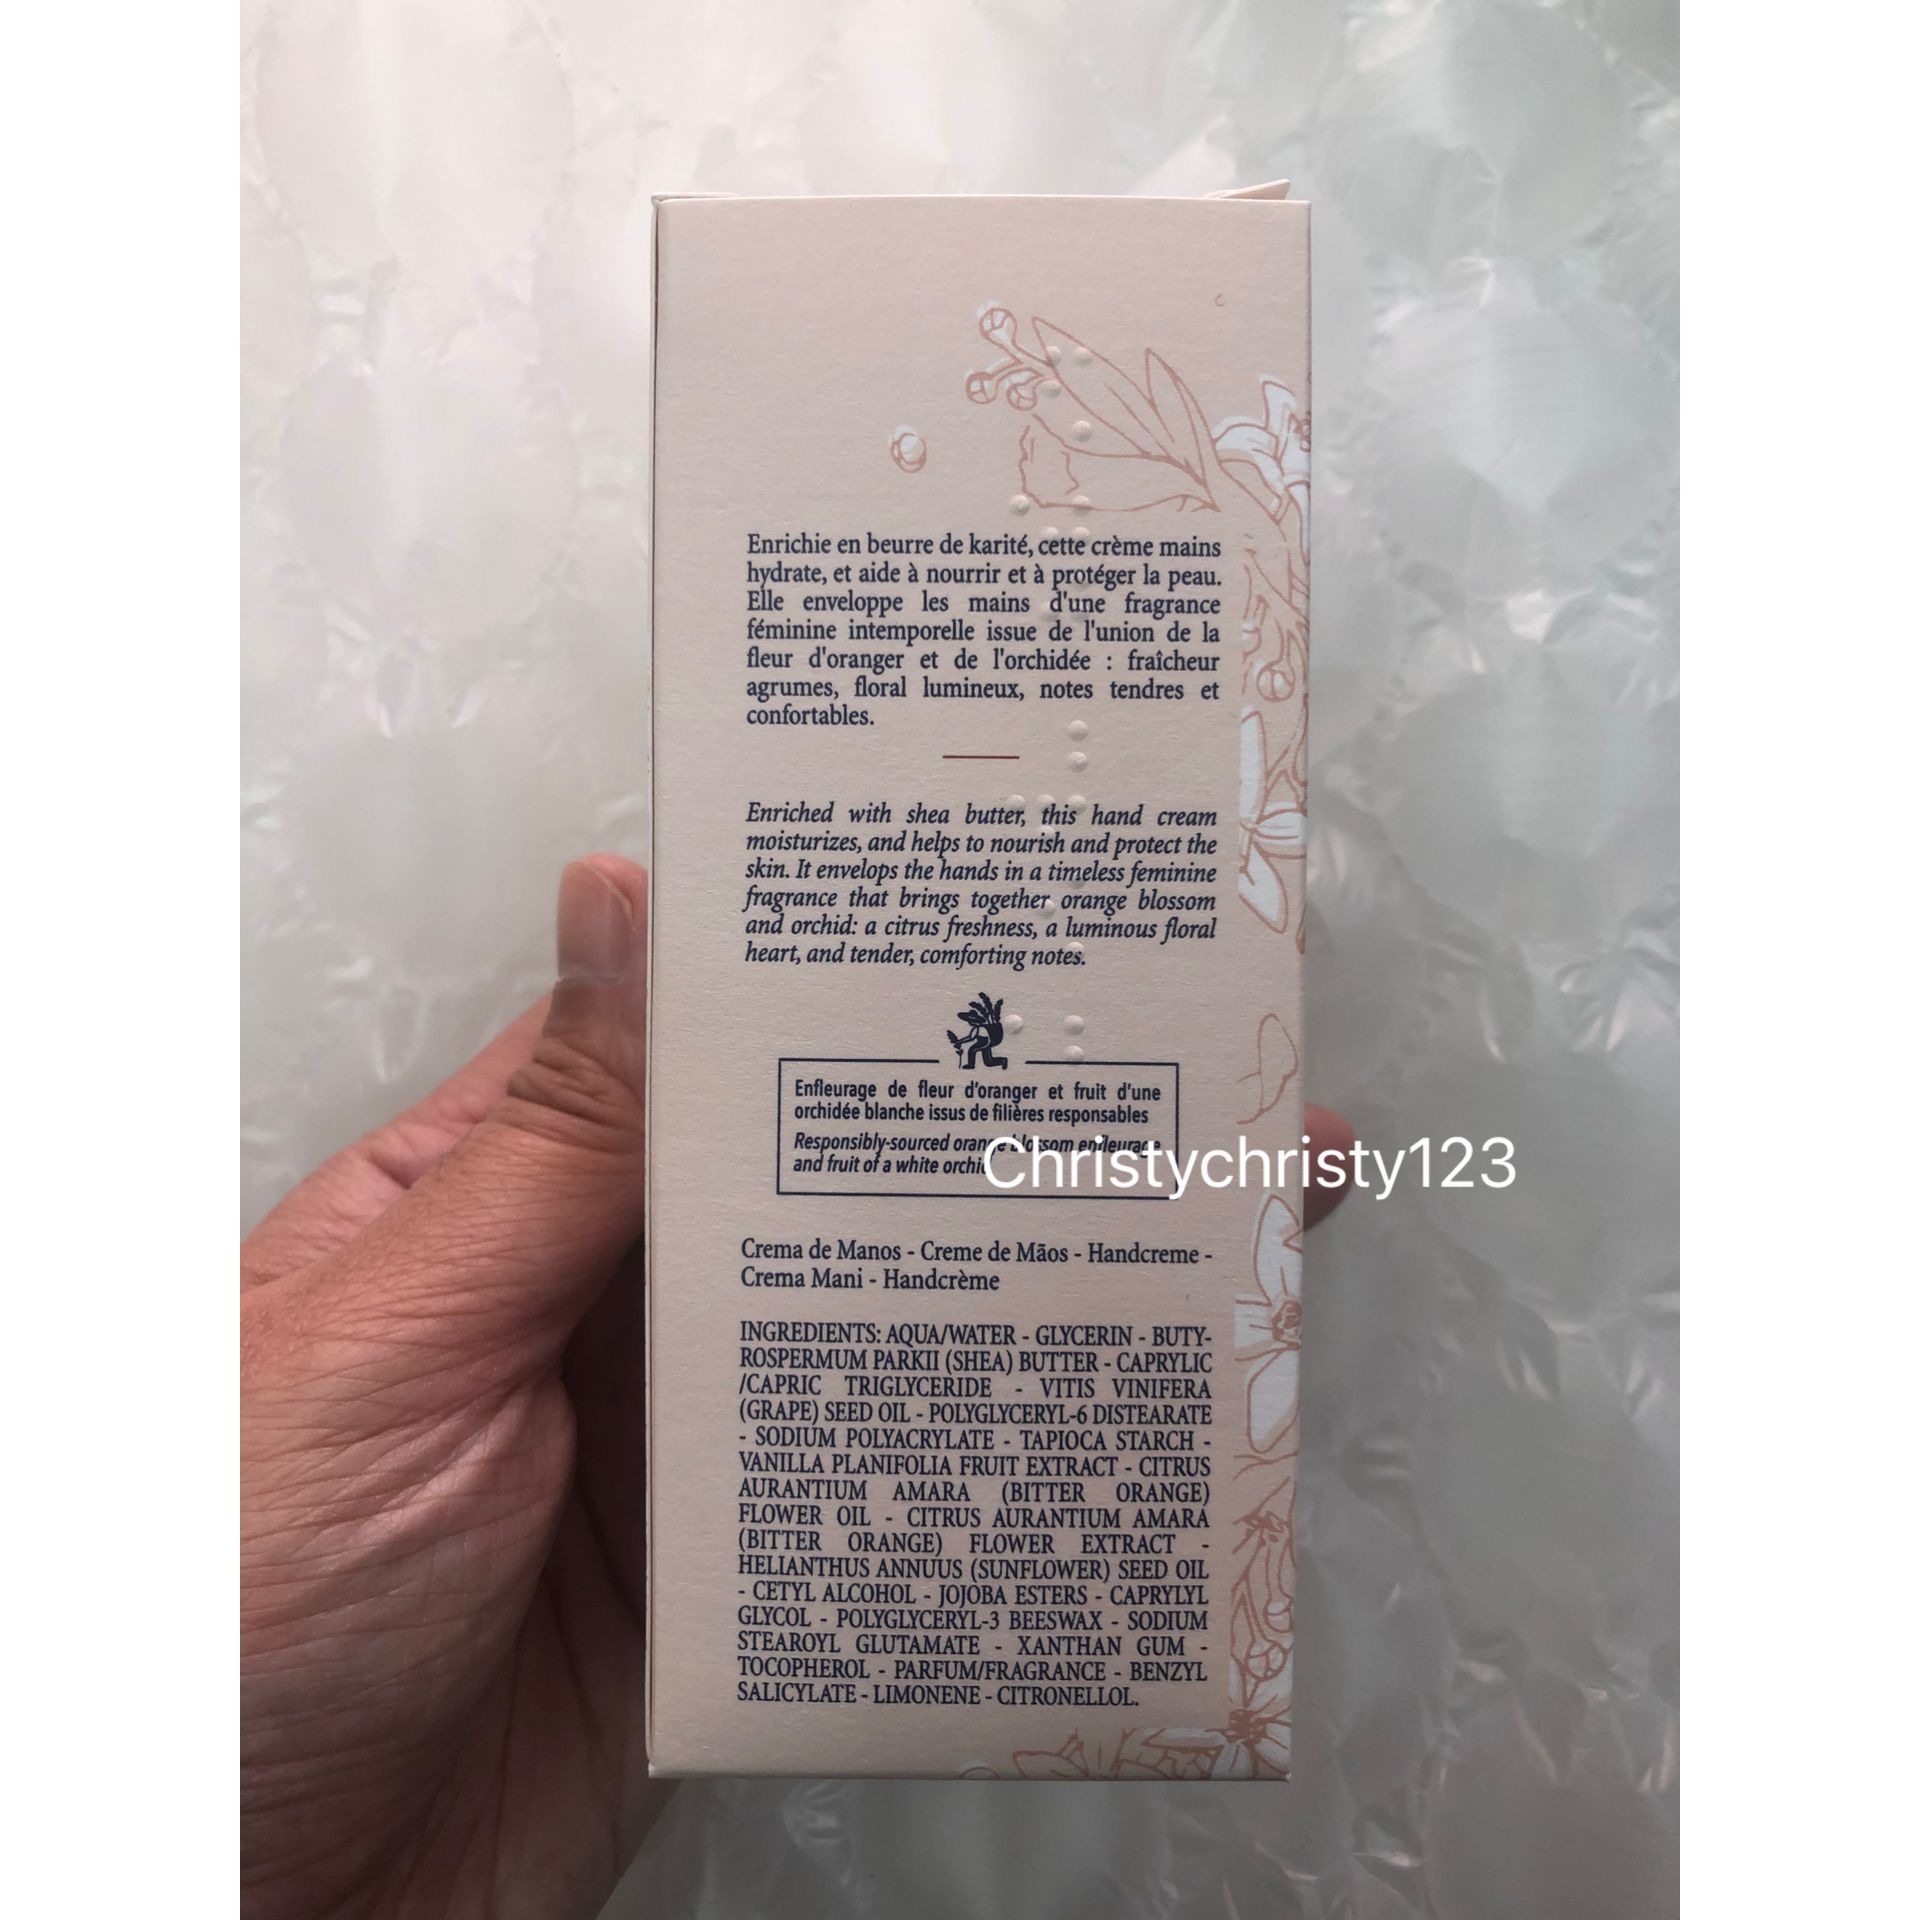 Enrichie en beurre de karité, cette crème mains
hydrate, et aide à nourrir et à protéger la peau.
Elle enveloppe les mains d'une fragrance
féminine intemporelle issue de l'union de la
fleur d'oranger et de l'orchidée : fraîcheur
agrumes, floral lumineux, notes tendres et
confortables.
Enriched with shea butter, this hand cream
moisturizes, and helps to nourish and protect the
skin. It envelops the hands in a timeless feminine
fragrance that brings together orange blossom
and orchid: a citrus freshness, a luminous floral
heart, and tender, comforting notes.
Enfleurage de fleur d'oranger et fruit d'une
orchidée blanche issus de filières responsables
Responsibly-sourced orange blossom enfleurage
and fruit of a white orchid
Christychristy123
Crema de Manos - Creme de Mãos - Handcreme -
Crema Mani - Handcrème
INGREDIENTS: AQUA/WATER - GLYCERIN - BUTY-
ROSPERMUM PARKII (SHEA) BUTTER - CAPRYLIC
/CAPRIC TRIGLYCERIDE - VITIS VINIFERA
(GRAPE) SEED OIL - POLYGLYCERYL-6 DISTEARATE
- SODIUM POLYACRYLATE - TAPIOCA STARCH -
VANILLA PLANIFOLIA FRUIT EXTRACT - CITRUS
AURANTIUM AMARA (BITTER ORANGE)
FLOWER OIL - CITRUS AURANTIUM AMARA
(BITTER ORANGE) FLOWER EXTRACT -
HELIANTHUS ANNUUS (SUNFLOWER) SEED OIL
- CETYL ALCOHOL - JOJOBA ESTERS - CAPRYLYL
GLYCOL - POLYGLYCERYL-3 BEESWAX - SODIUM
STEAROYL GLUTAMATE - XANTHAN GUM -
TOCOPHEROL - PARFUM/FRAGRANCE - BENZYL
SALICYLATE - LIMONENE - CITRONELLOL.